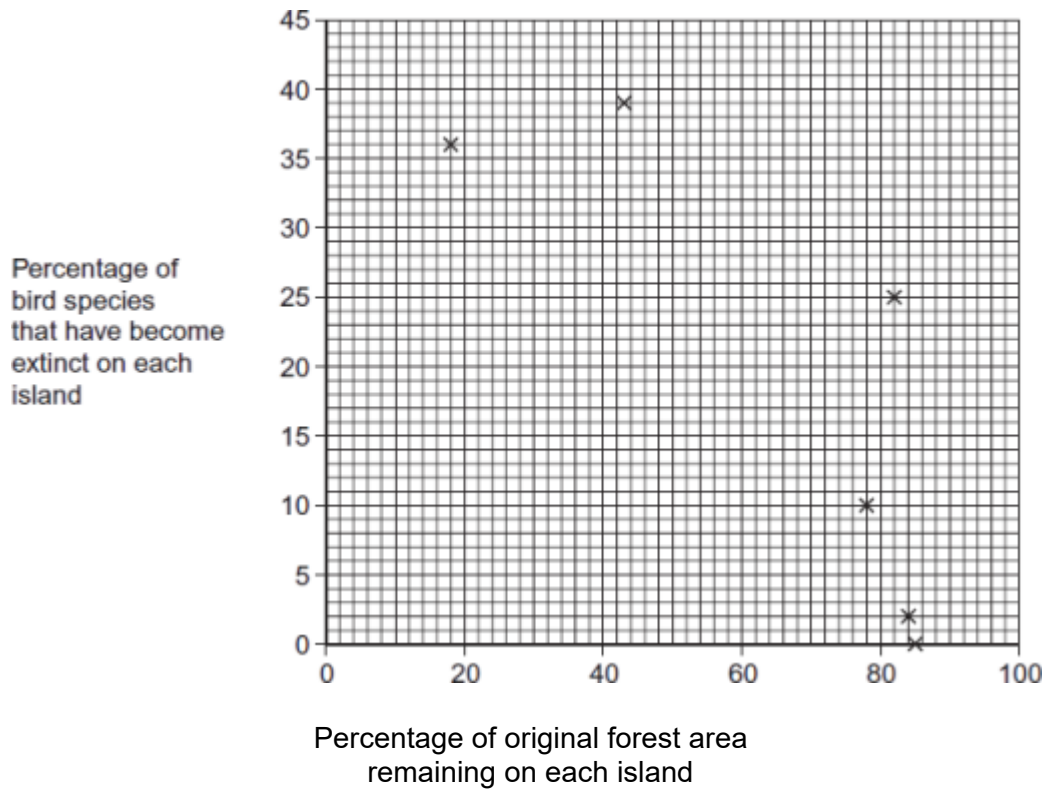 45
40
35
30
25
20
15
10
5
0
Percentage of
bird species
that have become
extinct on each
island
0 20 40 60 80 100
Percentage of original forest area
remaining on each island